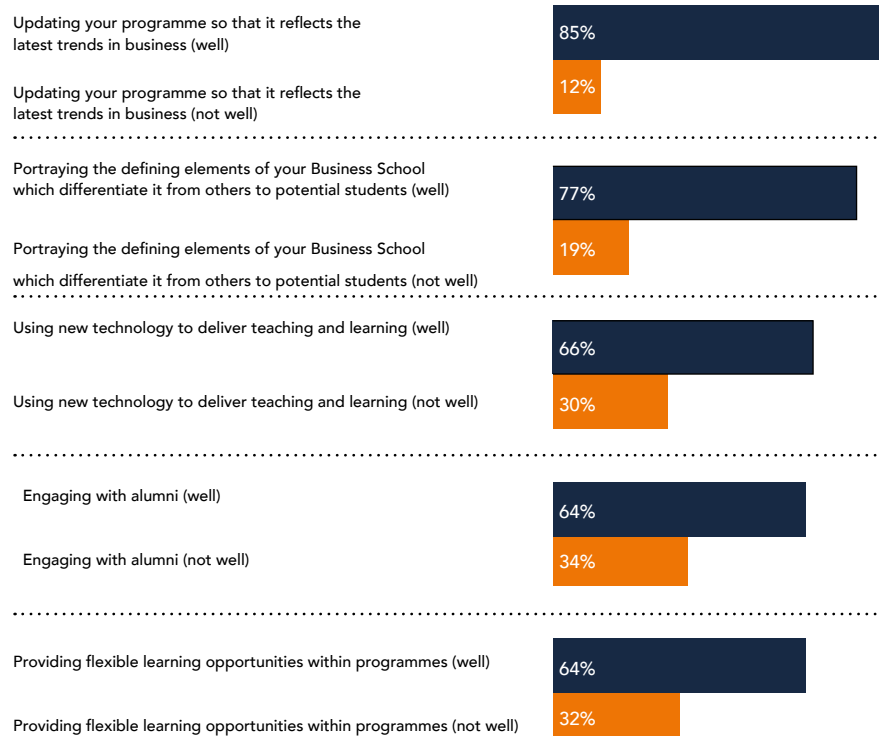 Updating your programme so that it reflects the
latest trends in business (well)
85%
Updating your programme so that it reflects the
latest trends in business (not well)
12%
Portraying the defining elements of your Business School
which differentiate it from others to potential students (well)
77%
Portraying the defining elements of your Business School
which differentiate it from others to potential students (not well)
19%
Using new technology to deliver teaching and learning (well)
66%
Using new technology to deliver teaching and learning (not well)
30%
Engaging with alumni (well)
64%
Engaging with alumni (not well)
34%
Providing flexible learning opportunities within programmes (well)
64%
Providing flexible learning opportunities within programmes (not well)
32%